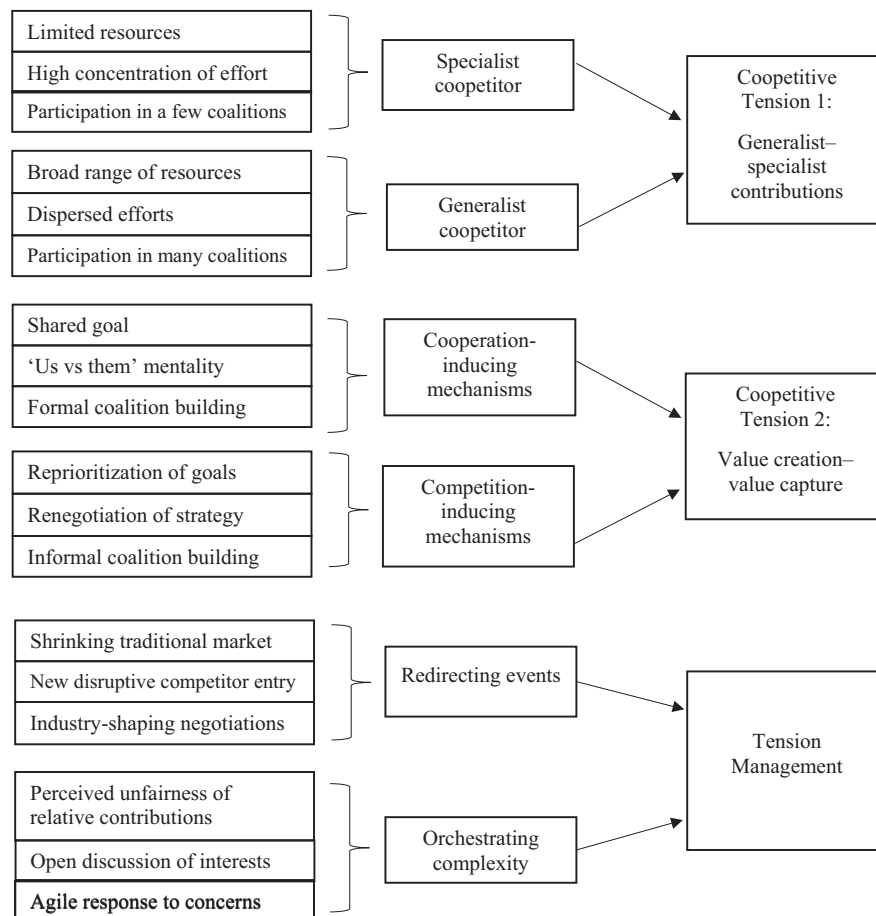 Limited resources
High concentration of effort
Participation in a few coalitions
Specialist
coopetitor
Coopetitive
Tension 1:
Generalist–
specialist
contributions
Broad range of resources
Dispersed efforts
Participation in many coalitions
Generalist
coopetitor
Shared goal
‘Us vs them’ mentality
Formal coalition building
Cooperation-
inducing
mechanisms
Coopetitive
Tension 2:
Value creation–
value capture
Reprioritization of goals
Renegotiation of strategy
Informal coalition building
Competition-
inducing
mechanisms
Shrinking traditional market
New disruptive competitor entry
Industry-shaping negotiations
Redirecting events
Tension
Management
Perceived unfairness of
relative contributions
Open discussion of interests
Agile response to concerns
Orchestrating
complexity